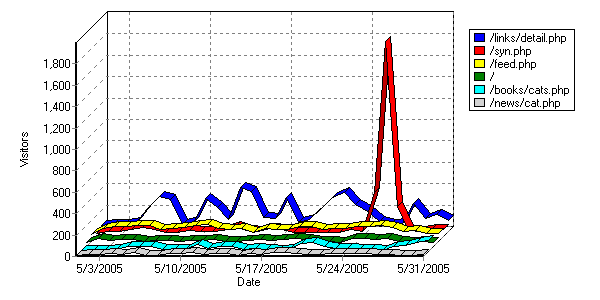 1,800
1,600
1,400
1,200
1,000
800
600
400
200
0
Visitors
5/3/2005 5/10/2005 5/17/2005 5/24/2005 5/31/2005
Date
/links/detail.php
/syn.php
/feed.php
/
/books/cats.php
/news/cat.php